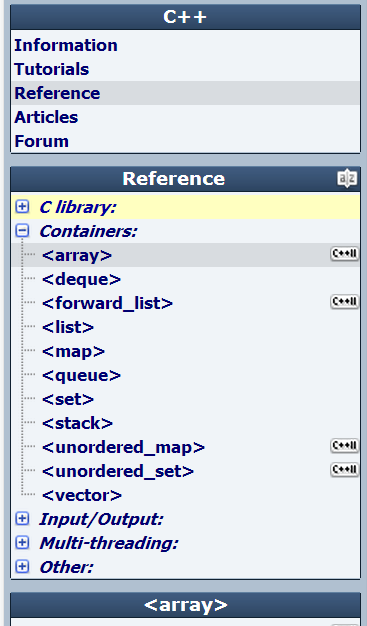 C++
Information
Tutorials
Reference
Articles
Forum
Reference a|z
C library:
Containers:
<array> C++11
<deque>
<forward_list> C++11
<list>
<map>
<queue>
<set>
<stack>
<unordered_map> C++11
<unordered_set> C++11
<vector>
Input/Output:
Multi-threading:
Other:
<array>